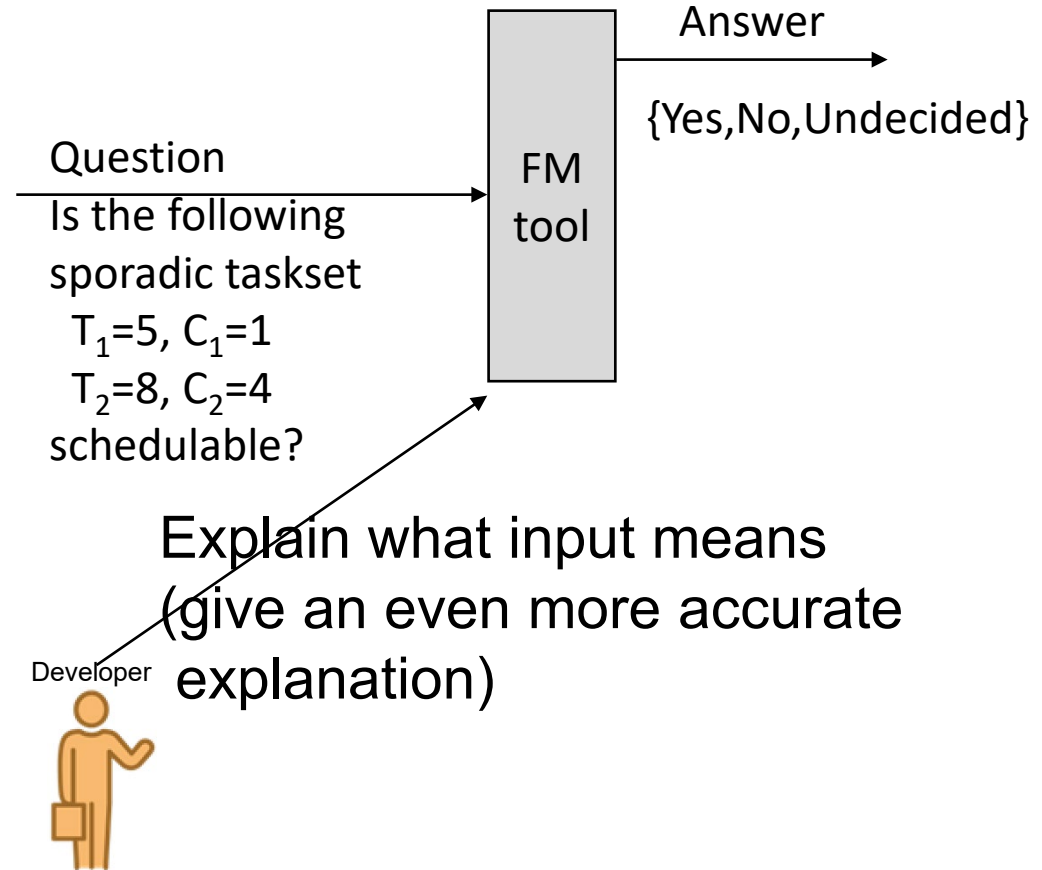 Answer
{Yes,No,Undecided}
Question
FM
tool
Is the following
sporadic taskset
T₁=5, C₁=1
T₂=8, C₂=4
schedulable?
Explain what input means
(give an even more accurate
explanation)
Developer